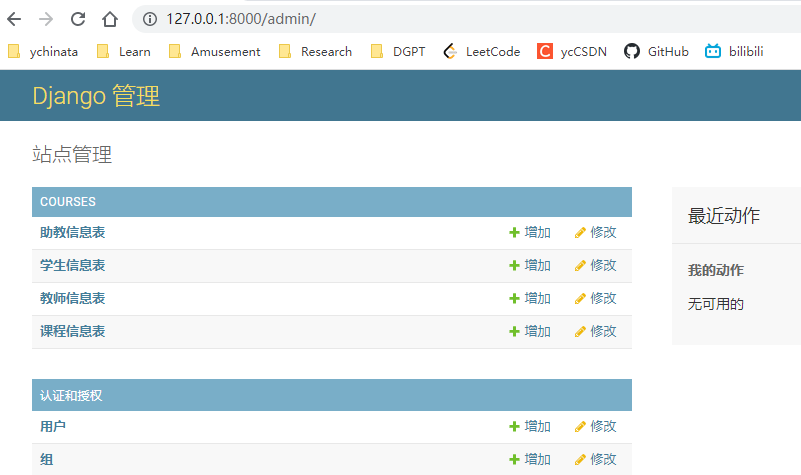 127.0.0.1:8000/admin/
ychinata Learn Amusement Research DGPT LeetCode ycCSDN GitHub bilibili
Django 管理
站点管理
COURSES
助教信息表 增加 修改
学生信息表 增加 修改
教师信息表 增加 修改
课程信息表 增加 修改
认证和授权
用户 增加 修改
组 增加 修改
最近动作
我的动作
无可用的